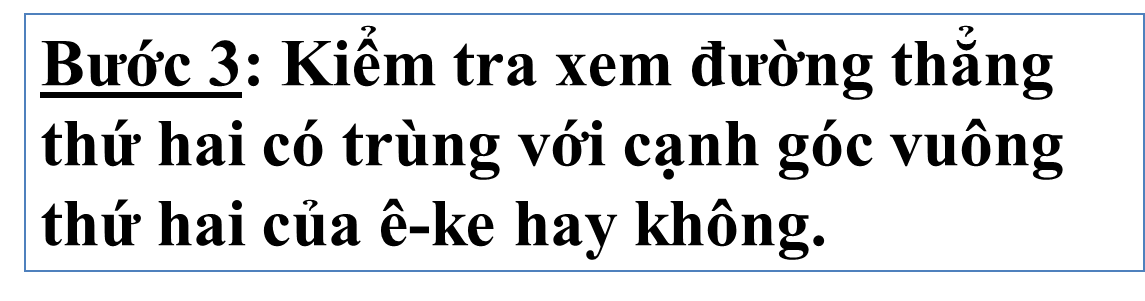 Bước 3: Kiểm tra xem đường thẳng
thứ hai có trùng với cạnh góc vuông
thứ hai của ê-ke hay không.